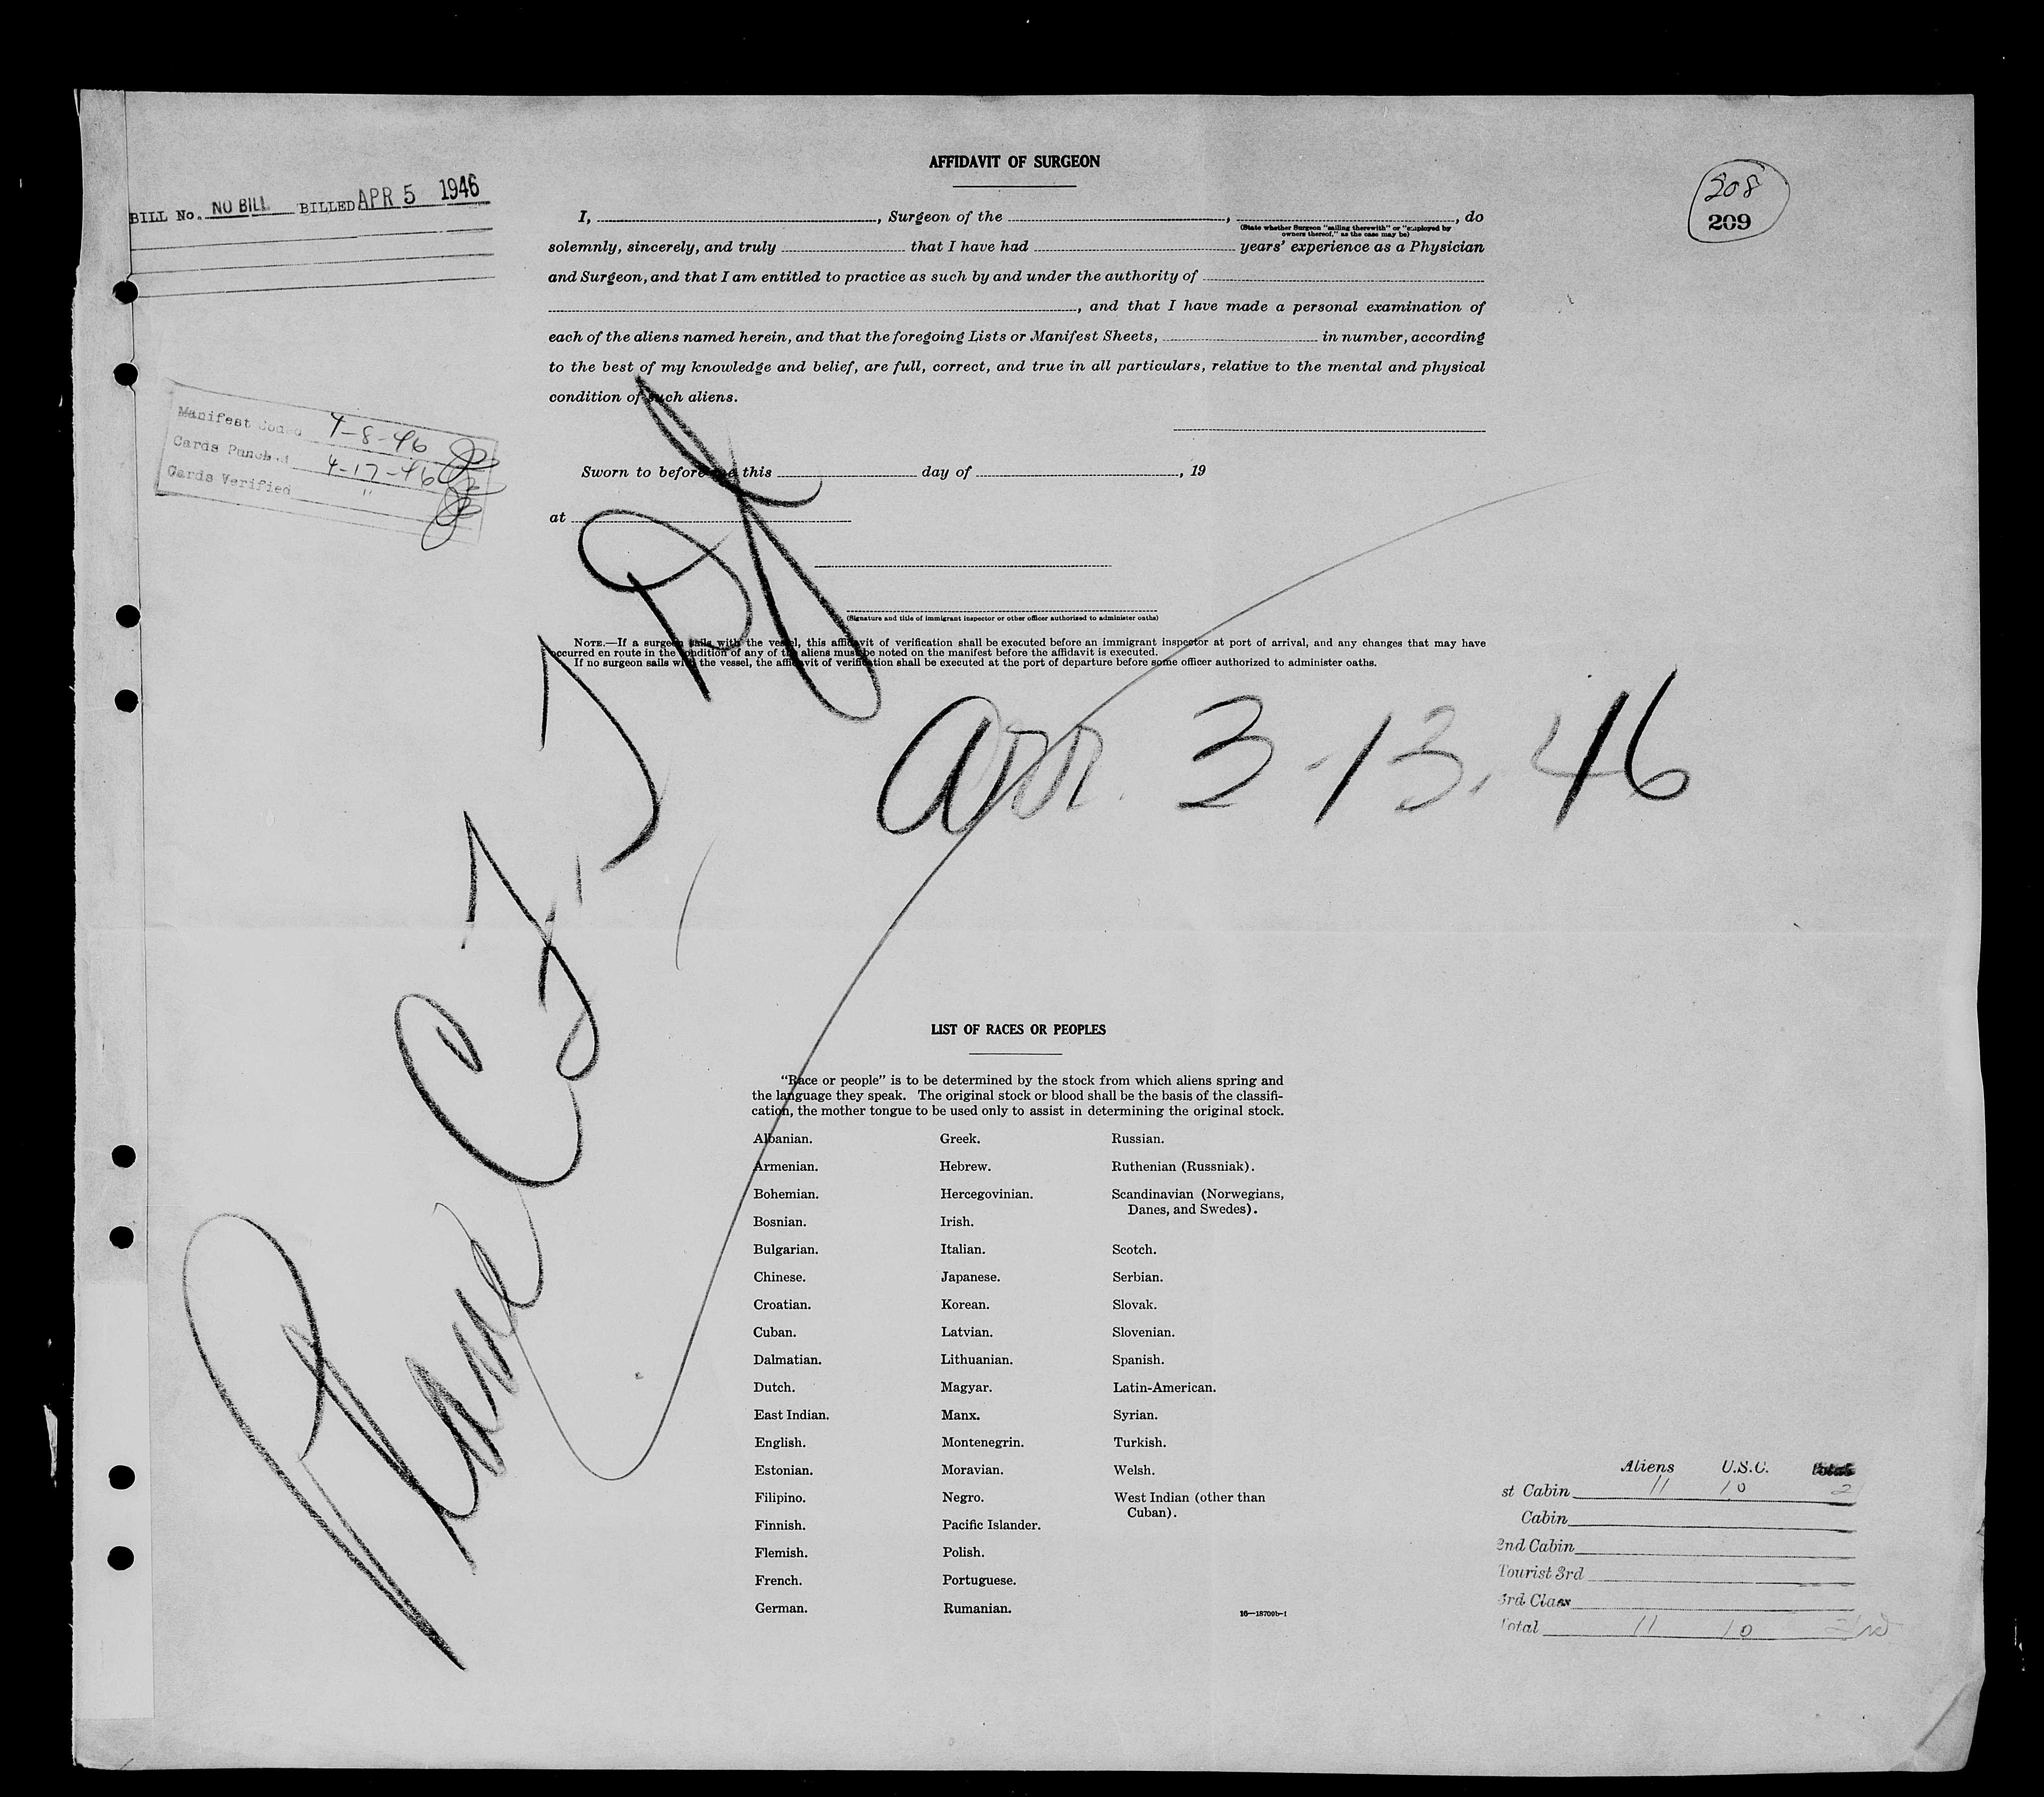 AFFIDAVIT OF SURGEON
208
209
BILL No. NO BILL BILLED APR 5 1946
I, , Surgeon of the , , do
(State whether Surgeon "sailing therewith" or "employed by
owners thereof," as the case may be)
solemnly, sincerely, and truly that I have had years' experience as a Physician
and Surgeon, and that I am entitled to practice as such by and under the authority of
, and that I have made a personal examination of
each of the aliens named herein, and that the foregoing Lists or Manifest Sheets, in number, according
to the best of my knowledge and belief, are full, correct, and true in all particulars, relative to the mental and physical
condition of such aliens.
Manifest Coded 4-8-46
Cards Punched 4-17-46
Cards Verified "
Sworn to before me this day of , 19
at
(Signature and title of immigrant inspector or other officer authorized to administer oaths)
NOTE.—If a surgeon sails with the vessel, this affidavit of verification shall be executed before an immigrant inspector at port of arrival, and any changes that may have
occurred en route in the condition of any of the aliens must be noted on the manifest before the affidavit is executed.
If no surgeon sails with the vessel, the affidavit of verification shall be executed at the port of departure before some officer authorized to administer oaths.
Plane
arr. 3-13-46
LIST OF RACES OR PEOPLES
"Race or people" is to be determined by the stock from which aliens spring and
the language they speak. The original stock or blood shall be the basis of the classifi-
cation, the mother tongue to be used only to assist in determining the original stock.
Albanian.
Armenian.
Bohemian.
Bosnian.
Bulgarian.
Chinese.
Croatian.
Cuban.
Dalmatian.
Dutch.
East Indian.
English.
Estonian.
Filipino.
Finnish.
Flemish.
French.
German.
Greek.
Hebrew.
Hercegovinian.
Irish.
Italian.
Japanese.
Korean.
Latvian.
Lithuanian.
Magyar.
Manx.
Montenegrin.
Moravian.
Negro.
Pacific Islander.
Polish.
Portuguese.
Rumanian.
Russian.
Ruthenian (Russniak).
Scandinavian (Norwegians,
Danes, and Swedes).
Scotch.
Serbian.
Slovak.
Slovenian.
Spanish.
Latin-American.
Syrian.
Turkish.
Welsh.
West Indian (other than
Cuban).
16—18709b-1
Aliens U.S.C. Total
st Cabin 11 10 21
Cabin
2nd Cabin
Tourist 3rd
3rd Class
Total 11 10